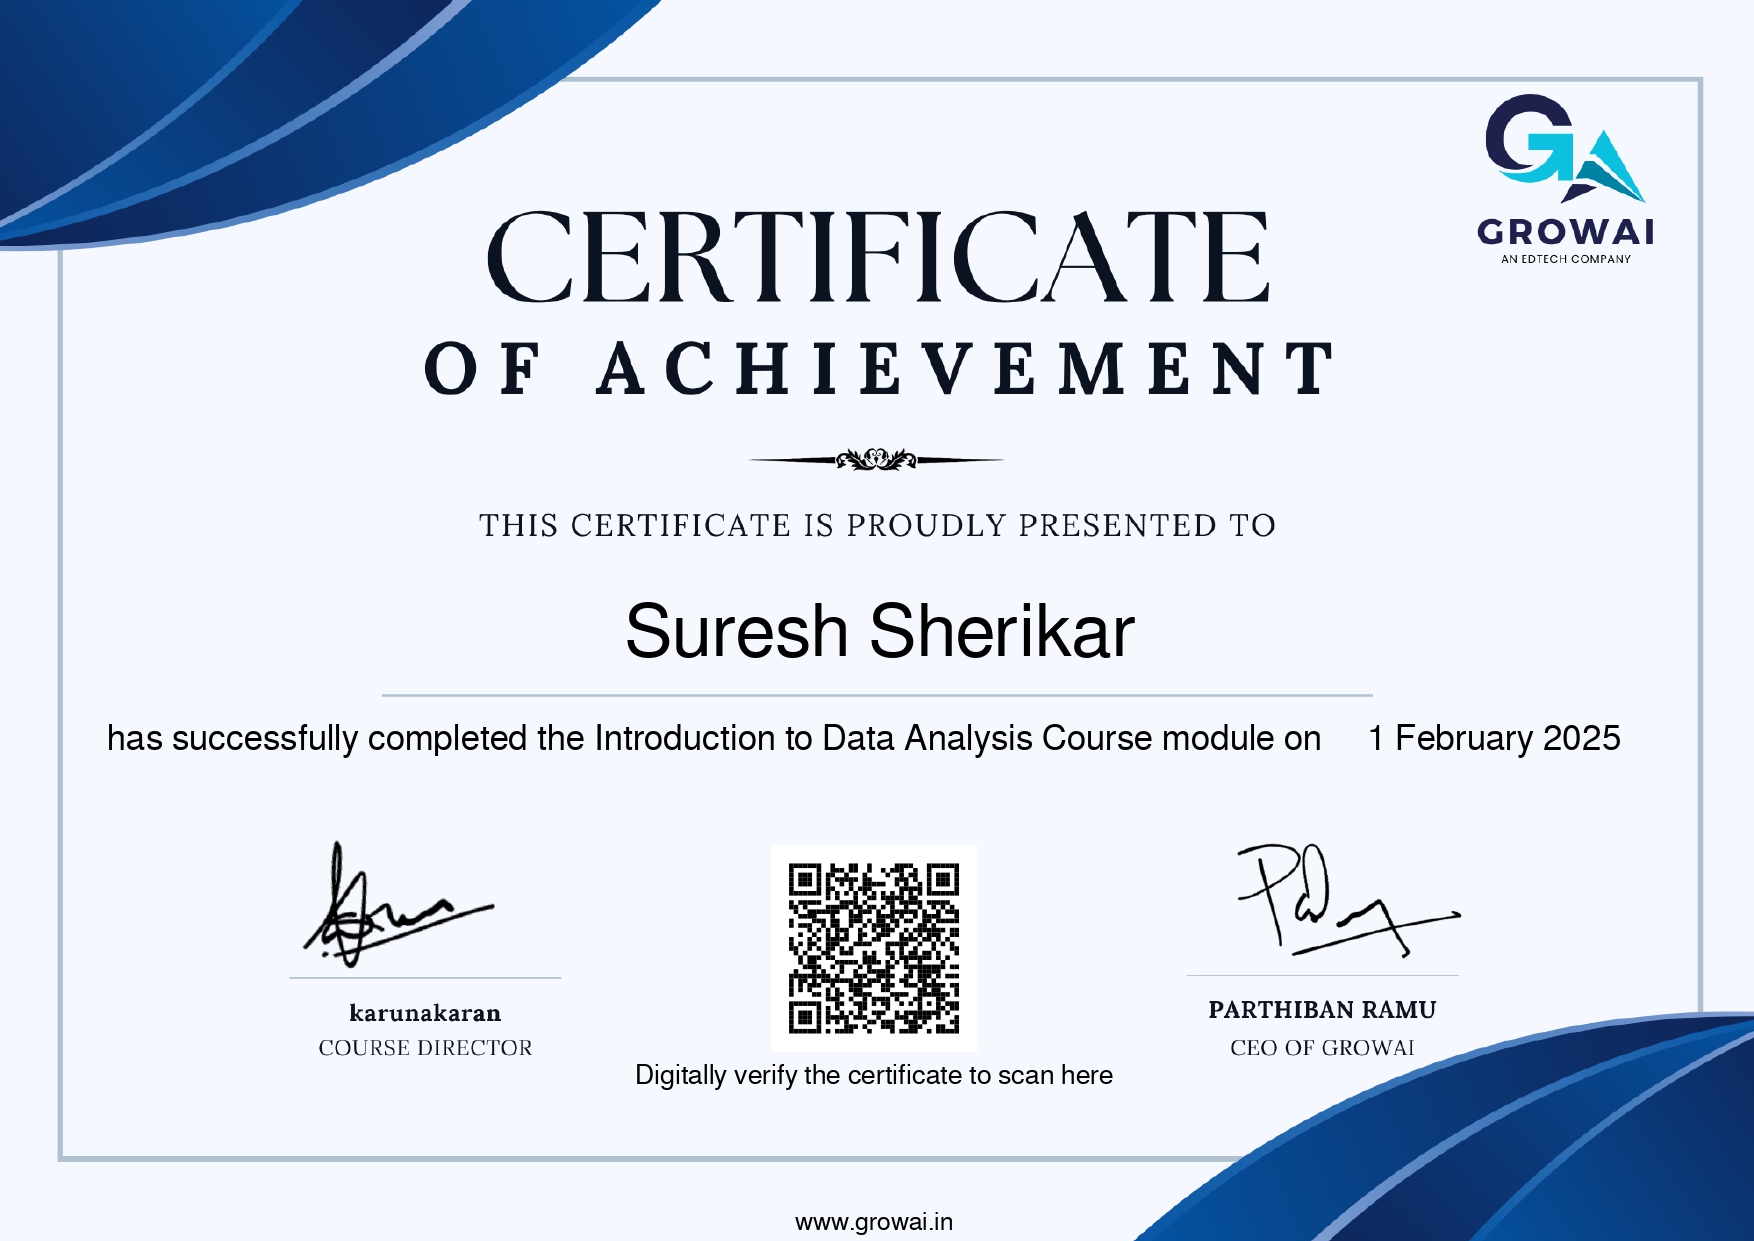 GROWAI
AN EDTECH COMPANY
CERTIFICATE
OF ACHIEVEMENT
THIS CERTIFICATE IS PROUDLY PRESENTED TO
Suresh Sherikar
has successfully completed the Introduction to Data Analysis Course module on 1 February 2025
karunakaran
COURSE DIRECTOR
PARTHIBAN RAMU
CEO OF GROWAI
Digitally verify the certificate to scan here
www.growai.in